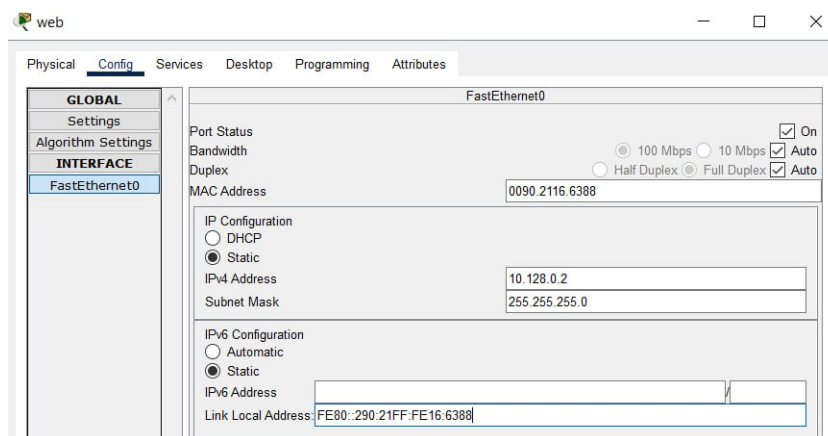 web
Physical Config Services Desktop Programming Attributes
GLOBAL
Settings
Algorithm Settings
INTERFACE
FastEthernet0
FastEthernet0
Port Status On
Bandwidth 100 Mbps 10 Mbps Auto
Duplex Half Duplex Full Duplex Auto
MAC Address 0090.2116.6388
IP Configuration
DHCP
Static
IPv4 Address 10.128.0.2
Subnet Mask 255.255.255.0
IPv6 Configuration
Automatic
Static
IPv6 Address /
Link Local Address: FE80::290:21FF:FE16:6388